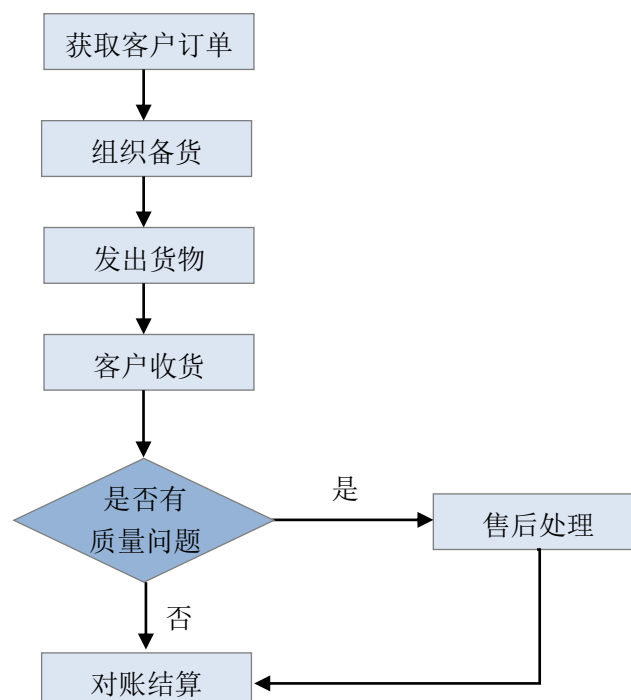 获取客户订单
组织备货
发出货物
客户收货
是否有
质量问题
是
售后处理
否
对账结算